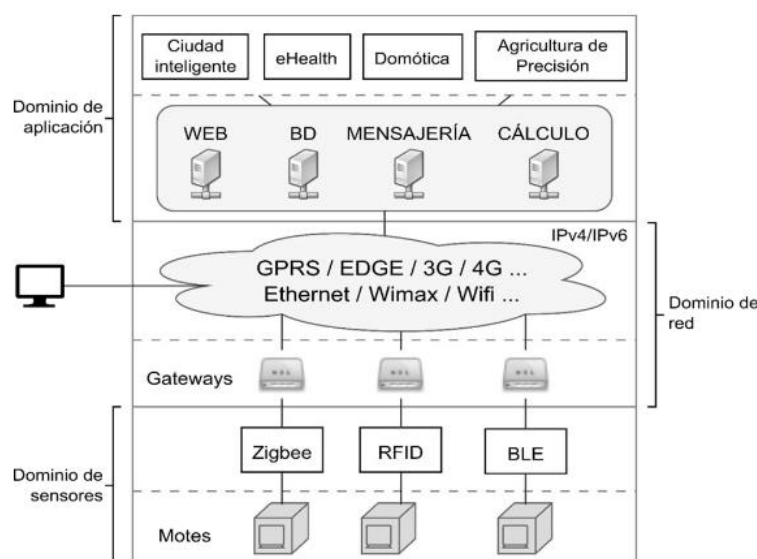 Ciudad
inteligente
eHealth
Domótica
Agricultura de
Precisión
Dominio de
aplicación
WEB
BD
MENSAJERÍA
CÁLCULO
IPv4/IPv6
GPRS / EDGE / 3G / 4G ...
Ethernet / Wimax / Wifi ...
Dominio de
red
Gateways
Zigbee
RFID
BLE
Dominio de
sensores
Motes